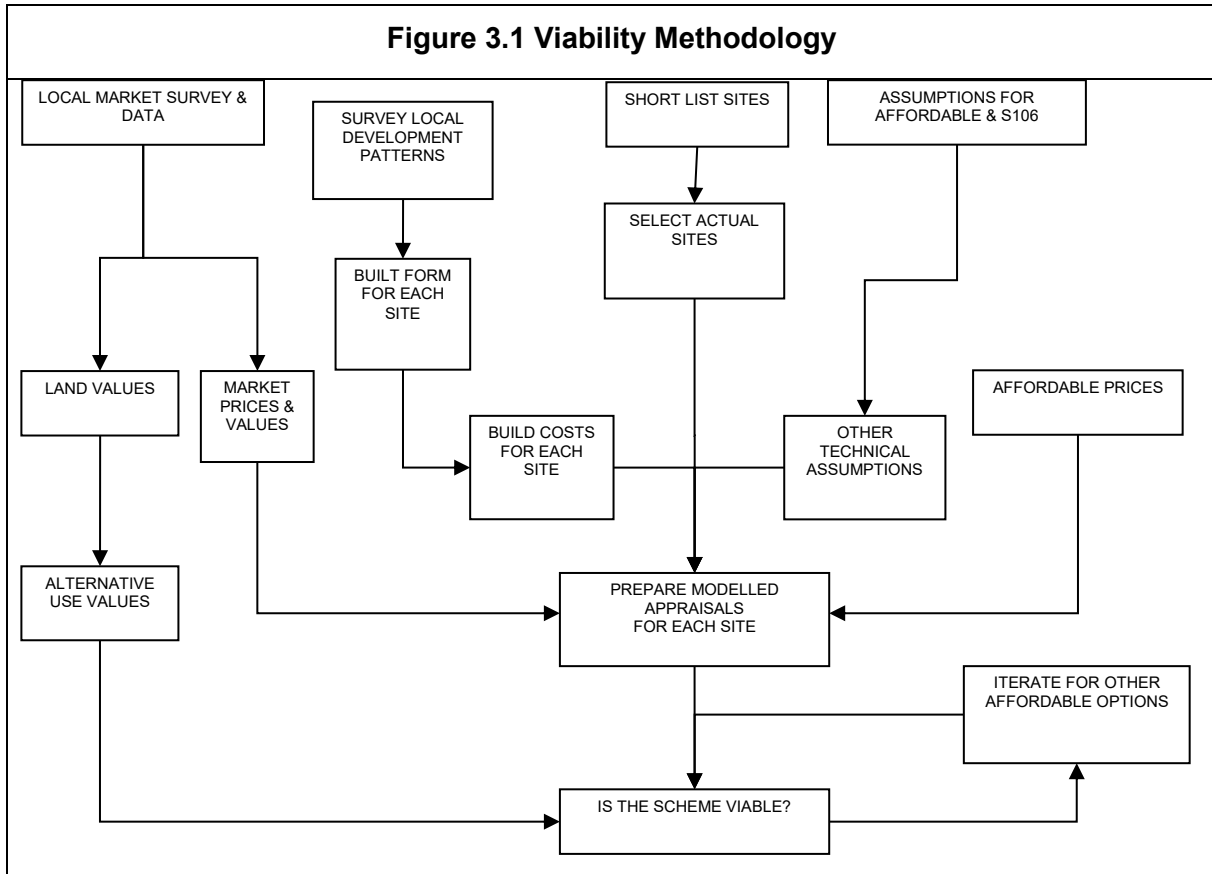 Figure 3.1 Viability Methodology
LOCAL MARKET SURVEY &
DATA
SURVEY LOCAL
DEVELOPMENT
PATTERNS
SHORT LIST SITES
ASSUMPTIONS FOR
AFFORDABLE & S106
SELECT ACTUAL
SITES
BUILT FORM
FOR EACH
SITE
LAND VALUES
MARKET
PRICES &
VALUES
BUILD COSTS
FOR EACH
SITE
OTHER
TECHNICAL
ASSUMPTIONS
AFFORDABLE PRICES
ALTERNATIVE
USE VALUES
PREPARE MODELLED
APPRAISALS
FOR EACH SITE
ITERATE FOR OTHER
AFFORDABLE OPTIONS
IS THE SCHEME VIABLE?